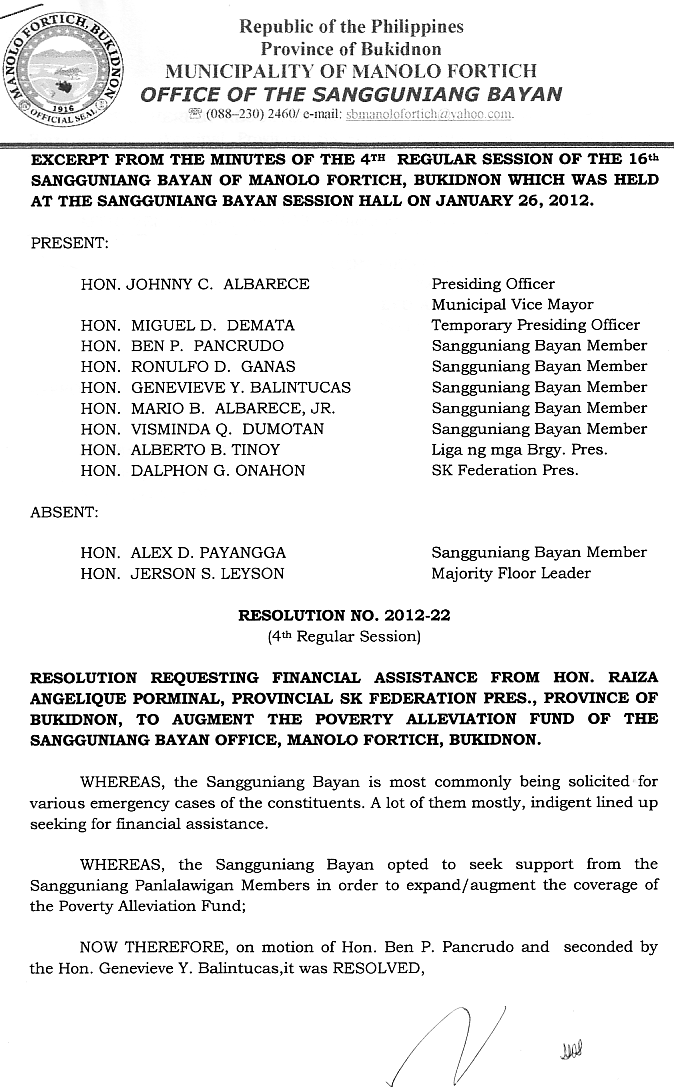 MANOLO FORTICH, BUKIDNON
1916
OFFICIAL SEAL
Republic of the Philippines
Province of Bukidnon
MUNICIPALITY OF MANOLO FORTICH
OFFICE OF THE SANGGUNIANG BAYAN
☏ (088–230) 2460/ e-mail: sbmanolofortich@yahoo.com.
EXCERPT FROM THE MINUTES OF THE 4TH REGULAR SESSION OF THE 16th
SANGGUNIANG BAYAN OF MANOLO FORTICH, BUKIDNON WHICH WAS HELD
AT THE SANGGUNIANG BAYAN SESSION HALL ON JANUARY 26, 2012.
PRESENT:
HON. JOHNNY C. ALBARECE Presiding Officer
Municipal Vice Mayor
HON. MIGUEL D. DEMATA Temporary Presiding Officer
HON. BEN P. PANCRUDO Sangguniang Bayan Member
HON. RONULFO D. GANAS Sangguniang Bayan Member
HON. GENEVIEVE Y. BALINTUCAS Sangguniang Bayan Member
HON. MARIO B. ALBARECE, JR. Sangguniang Bayan Member
HON. VISMINDA Q. DUMOTAN Sangguniang Bayan Member
HON. ALBERTO B. TINOY Liga ng mga Brgy. Pres.
HON. DALPHON G. ONAHON SK Federation Pres.
ABSENT:
HON. ALEX D. PAYANGGA Sangguniang Bayan Member
HON. JERSON S. LEYSON Majority Floor Leader
RESOLUTION NO. 2012-22
(4th Regular Session)
RESOLUTION REQUESTING FINANCIAL ASSISTANCE FROM HON. RAIZA
ANGELIQUE PORMINAL, PROVINCIAL SK FEDERATION PRES., PROVINCE OF
BUKIDNON, TO AUGMENT THE POVERTY ALLEVIATION FUND OF THE
SANGGUNIANG BAYAN OFFICE, MANOLO FORTICH, BUKIDNON.
WHEREAS, the Sangguniang Bayan is most commonly being solicited for
various emergency cases of the constituents. A lot of them mostly, indigent lined up
seeking for financial assistance.
WHEREAS, the Sangguniang Bayan opted to seek support from the
Sangguniang Panlalawigan Members in order to expand/augment the coverage of
the Poverty Alleviation Fund;
NOW THEREFORE, on motion of Hon. Ben P. Pancrudo and seconded by
the Hon. Genevieve Y. Balintucas,it was RESOLVED,